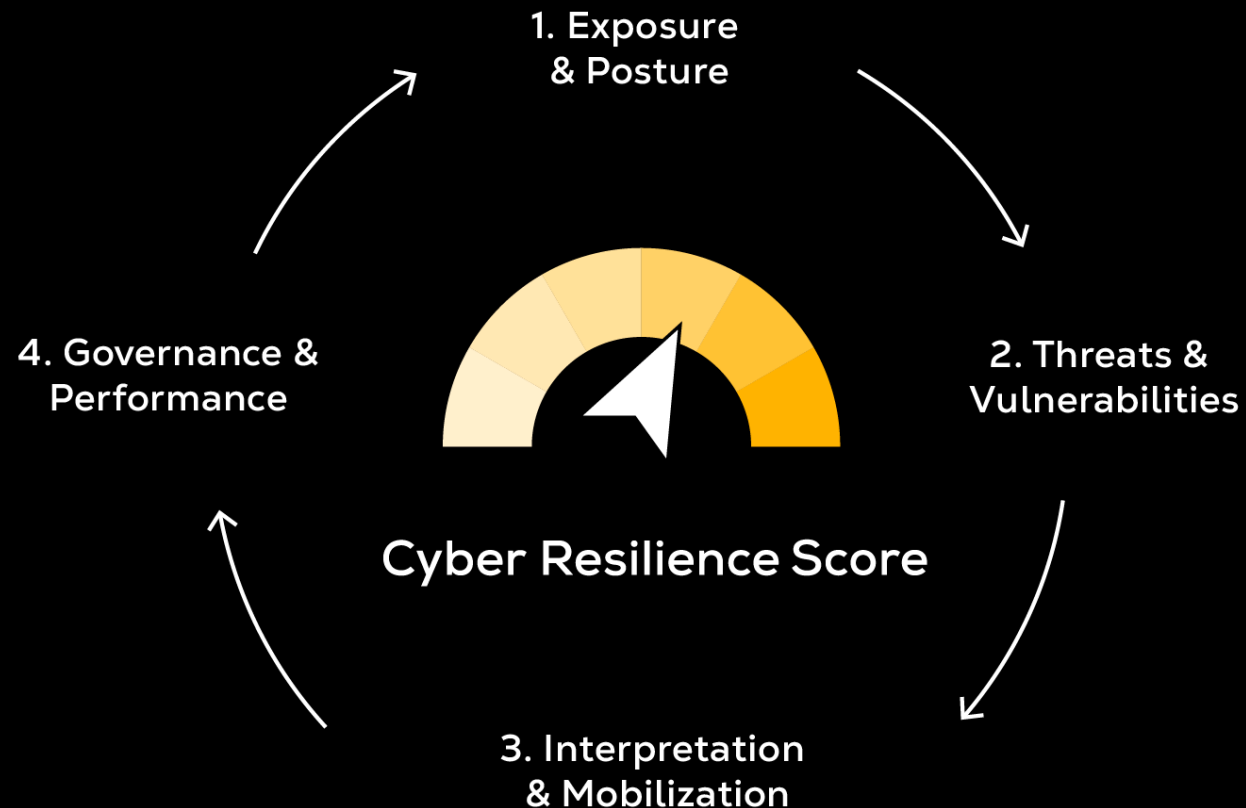 1. Exposure
& Posture
4. Governance &
Performance
2. Threats &
Vulnerabilities
Cyber Resilience Score
3. Interpretation
& Mobilization